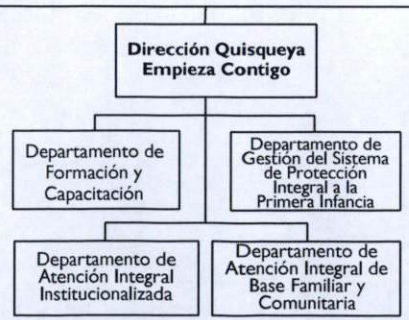 Dirección Quisqueya
Empieza Contigo
Departamento de
Formación y
Capacitación
Departamento de
Gestión del Sistema
de Protección
Integral a la
Primera Infancia
Departamento de
Atención Integral
Institucionalizada
Departamento de
Atención Integral de
Base Familiar y
Comunitaria